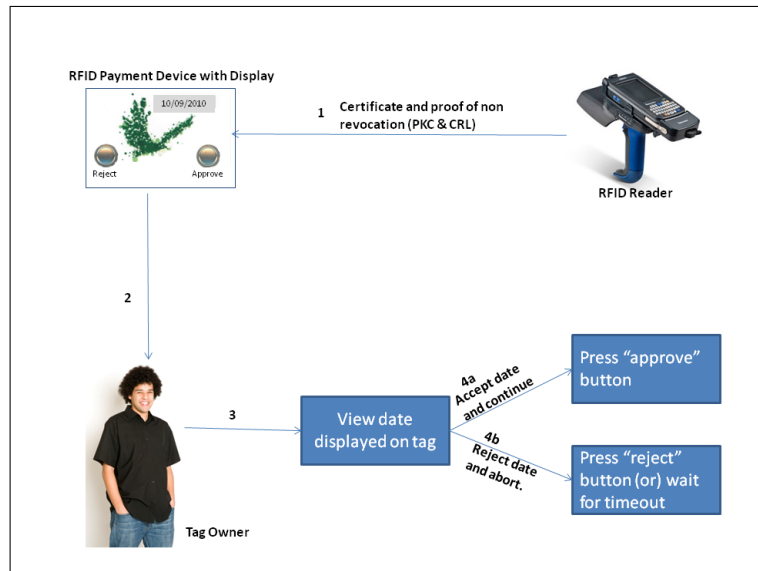 RFID Payment Device with Display
10/09/2010
Reject
Approve
1
Certificate and proof of non
revocation (PKC & CRL)
RFID Reader
2
Tag Owner
3
View date
displayed on tag
4a
Accept date
and continue
Press “approve”
button
4b
Reject date
and abort.
Press “reject”
button (or) wait
for timeout